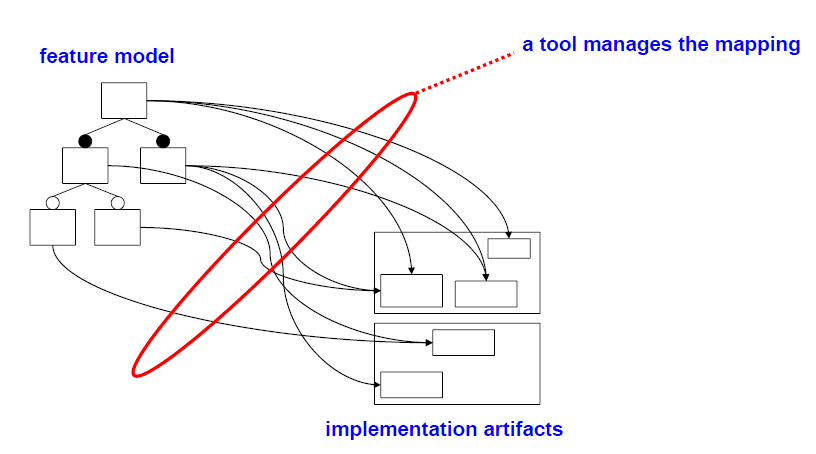 a tool manages the mapping
feature model
implementation artifacts